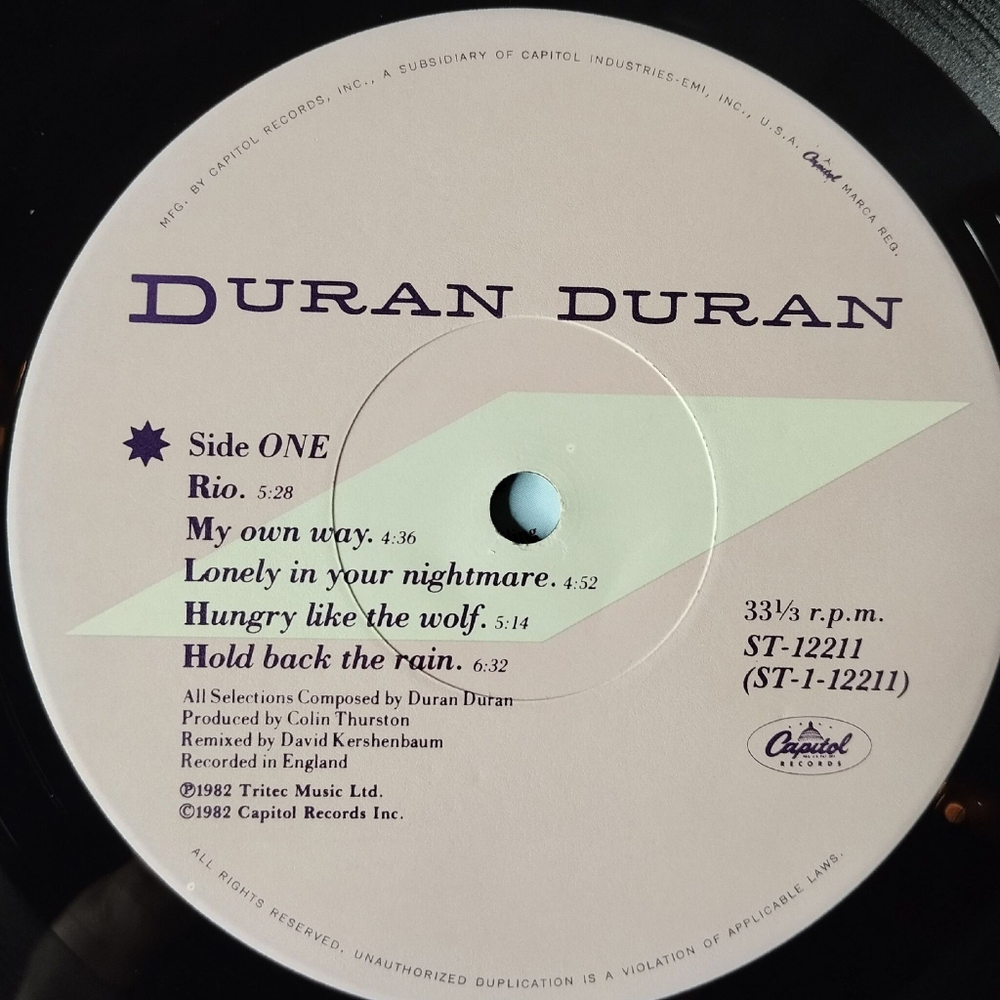 MFG. BY CAPITOL RECORDS, INC., A SUBSIDIARY OF CAPITOL INDUSTRIES-EMI, INC., U.S.A. Capitol MARCA REG.
DURAN DURAN
Side ONE
Rio. 5:28
My own way. 4:36
Lonely in your nightmare. 4:52
Hungry like the wolf. 5:14
Hold back the rain. 6:32
33⅓ r.p.m.
ST-12211
(ST-1-12211)
All Selections Composed by Duran Duran
Produced by Colin Thurston
Remixed by David Kershenbaum
Recorded in England
℗1982 Tritec Music Ltd.
©1982 Capitol Records Inc.
Capitol
RECORDS
ALL RIGHTS RESERVED. UNAUTHORIZED DUPLICATION IS A VIOLATION OF APPLICABLE LAWS.